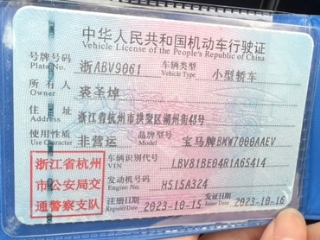 中华人民共和国机动车行驶证
Vehicle License of the People's Republic of China
号牌号码 Plate No. 浙ABV9061 车辆类型 Vehicle Type 小型轿车
所有人 Owner 裘圣焞
住址 Address 浙江省杭州市拱墅区湖州街48号
使用性质 Use Character 非营运 品牌型号 Model 宝马牌BMW7000AAEV
浙江省杭州 车辆识别代号 VIN LBV81BE04R1A65414
市公安局交 发动机号码 Engine No. H515A324
通警察支队 注册日期 Register Date 2023-10-15 发证日期 Issue Date 2023-10-16